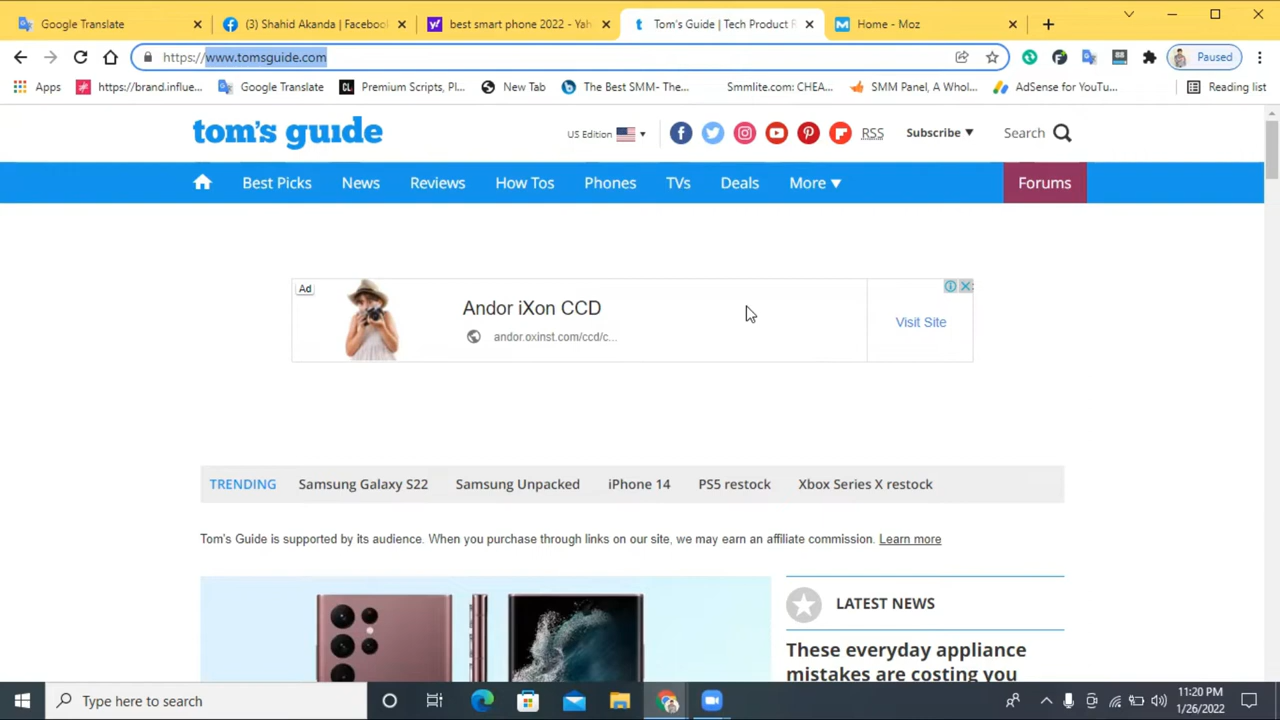 Google Translate
(3) Shahid Akanda | Facebook
best smart phone 2022 - Yah
Tom's Guide | Tech Product R
Home - Moz
https://www.tomsguide.com
Paused
Apps
https://brand.influe...
Google Translate
Premium Scripts, Pl...
New Tab
The Best SMM- The...
Smmlite.com: CHEA...
SMM Panel, A Whol...
AdSense for YouTu...
Reading list
tom's guide
US Edition
RSS
Subscribe
Search
Best Picks
News
Reviews
How Tos
Phones
TVs
Deals
More
Forums
Ad
Andor iXon CCD
andor.oxinst.com/ccd/c...
Visit Site
TRENDING
Samsung Galaxy S22
Samsung Unpacked
iPhone 14
PS5 restock
Xbox Series X restock
Tom's Guide is supported by its audience. When you purchase through links on our site, we may earn an affiliate commission. Learn more
LATEST NEWS
These everyday appliance
mistakes are costing you
Type here to search
11:20 PM
1/26/2022